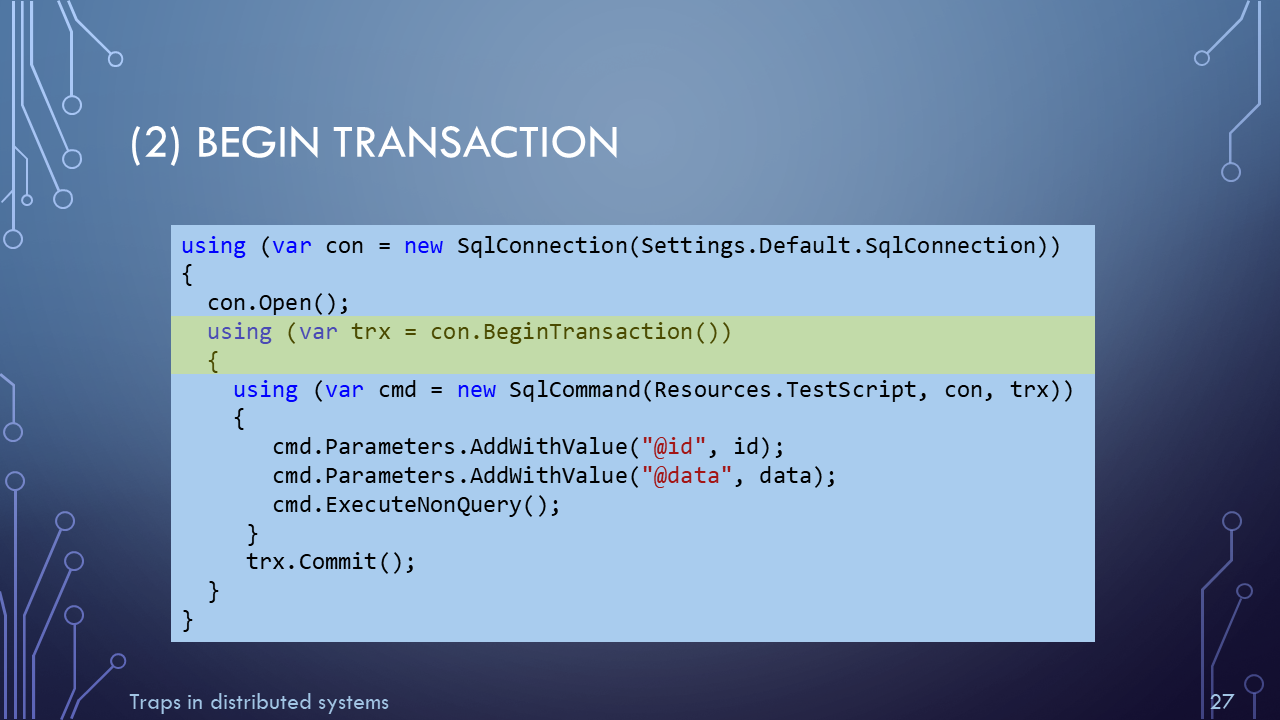 (2) BEGIN TRANSACTION
using (var con = new SqlConnection(Settings.Default.SqlConnection))
{
  con.Open();
  using (var trx = con.BeginTransaction())
  {
    using (var cmd = new SqlCommand(Resources.TestScript, con, trx))
    {
       cmd.Parameters.AddWithValue("@id", id);
       cmd.Parameters.AddWithValue("@data", data);
       cmd.ExecuteNonQuery();
     }
     trx.Commit();
  }
}
Traps in distributed systems
27